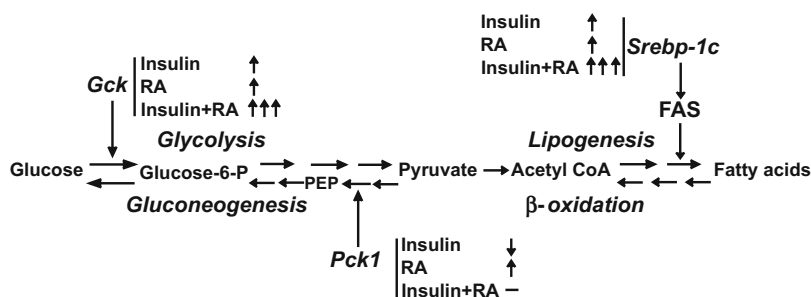 Insulin ↑
RA ↑
Insulin+RA ↑↑↑
Srebp-1c
Gck
Insulin ↑
RA ↑
Insulin+RA ↑↑↑
FAS
Glycolysis
Lipogenesis
Glucose
Glucose-6-P
PEP
Pyruvate
Acetyl CoA
Fatty acids
Gluconeogenesis
β-oxidation
Pck1
Insulin ↓
RA ↑
Insulin+RA –